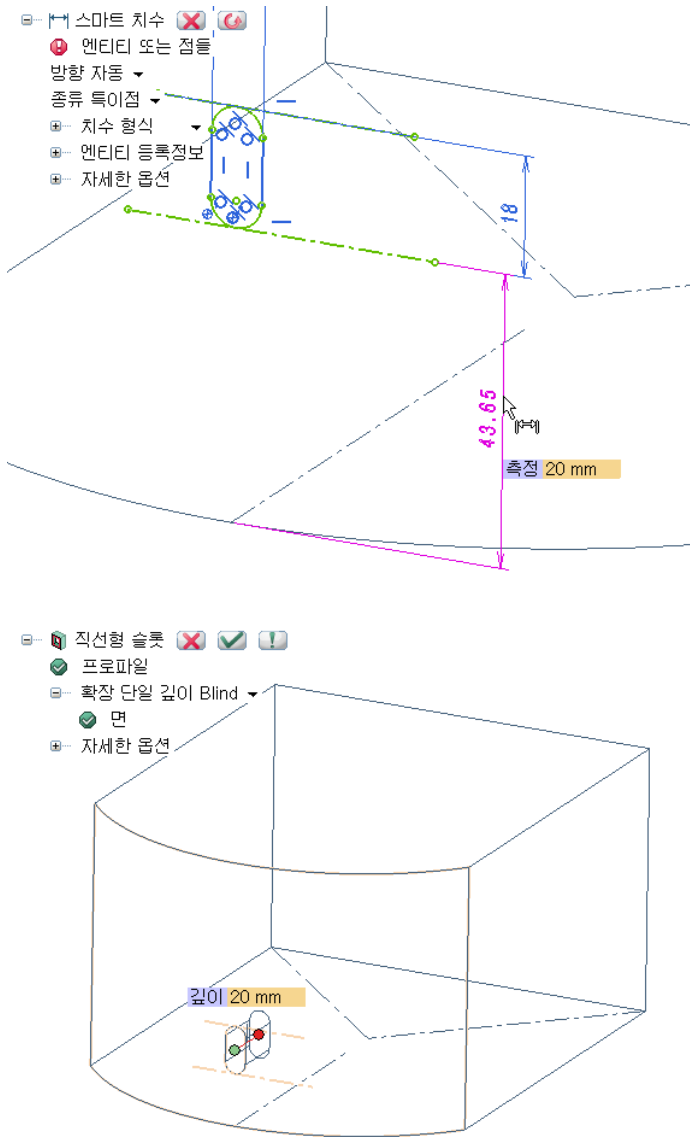 스마트 치수
엔티티 또는 점들
방향 자동
종류 특이점
치수 형식
엔티티 등록정보
자세한 옵션
18
43.65
측정 20 mm
직선형 슬롯
프로파일
확장 단일 깊이 Blind
면
자세한 옵션
깊이 20 mm